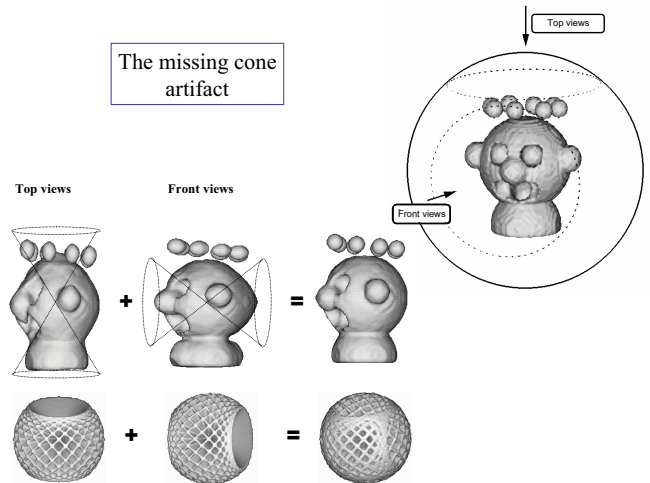 The missing cone
artifact
Top views
Front views
Top views
Front views
+
=
+
=